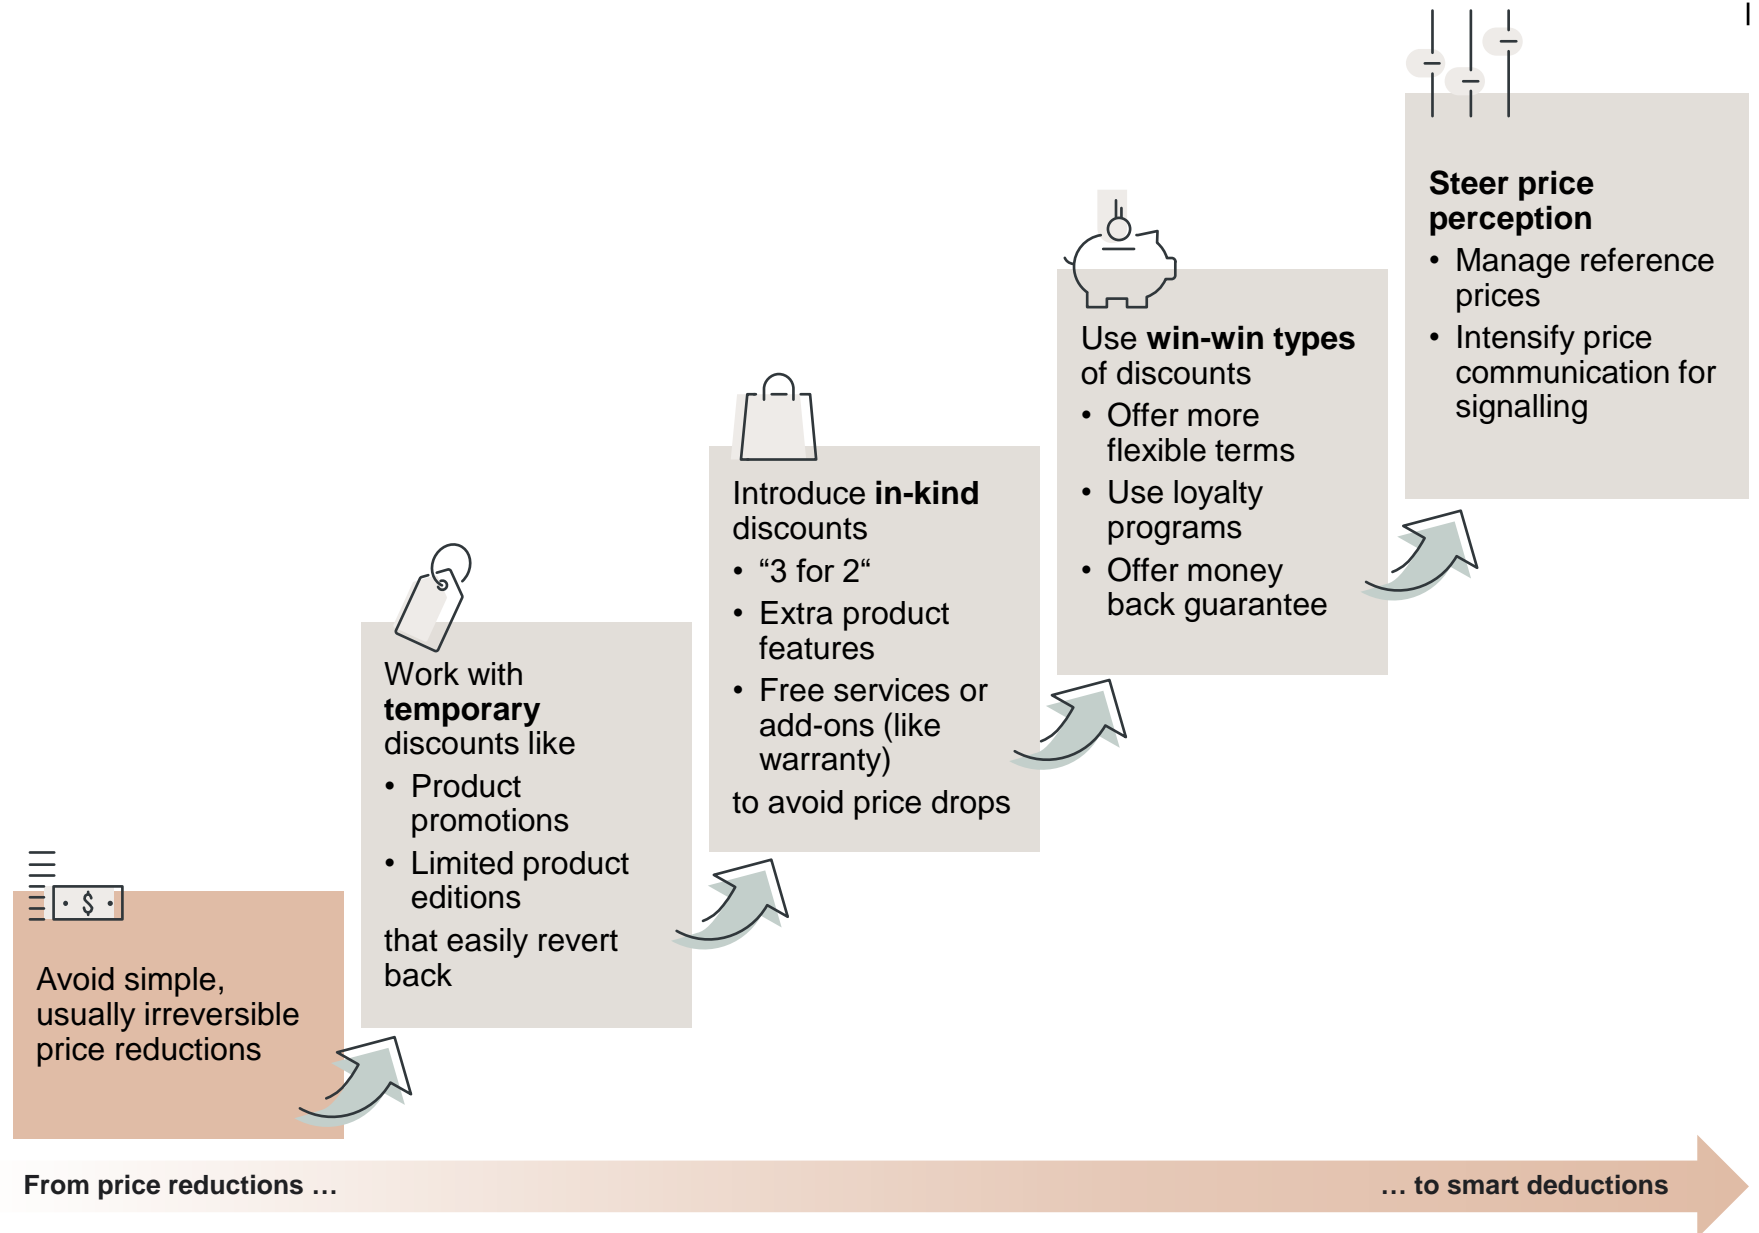 Avoid simple,
usually irreversible
price reductions
Work with
temporary
discounts like
• Product
promotions
• Limited product
editions
that easily revert
back
Introduce in-kind
discounts
• “3 for 2“
• Extra product
features
• Free services or
add-ons (like
warranty)
to avoid price drops
Use win-win types
of discounts
• Offer more
flexible terms
• Use loyalty
programs
• Offer money
back guarantee
Steer price
perception
• Manage reference
prices
• Intensify price
communication for
signalling
$
From price reductions …
… to smart deductions